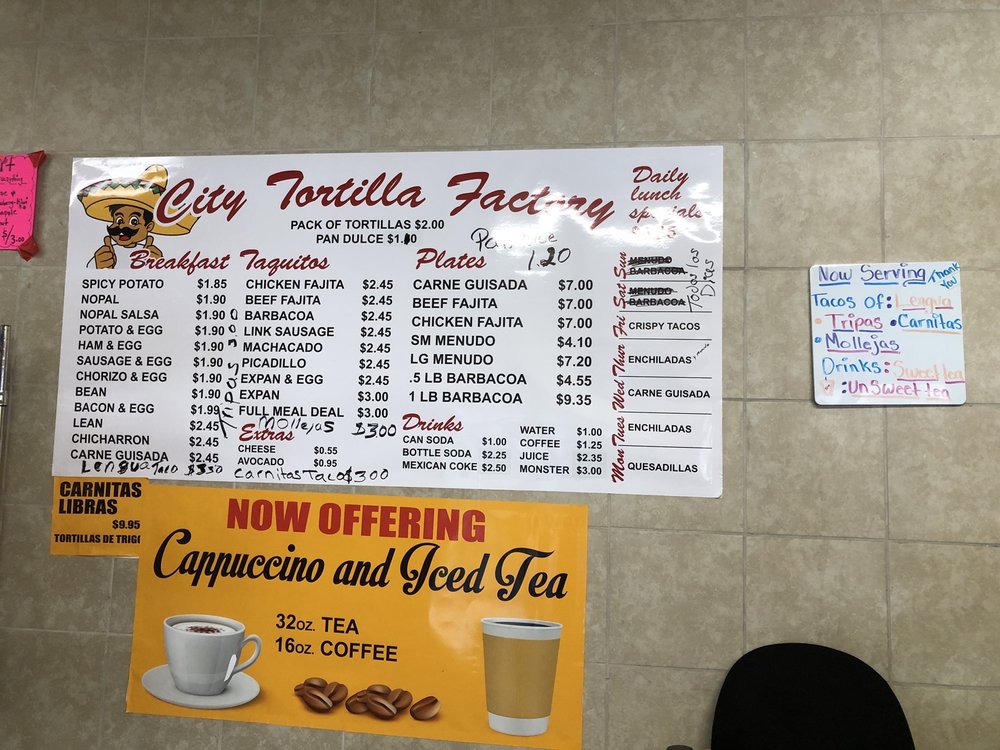 City Tortilla Factory
PACK OF TORTILLAS $2.00
PAN DULCE
1.20
Breakfast Taquitos
SPICY POTATO $1.85
NOPAL $1.90
NOPAL SALSA $1.90
POTATO & EGG $1.90
HAM & EGG $1.90
SAUSAGE & EGG $1.90
CHORIZO & EGG $1.90
BEAN $1.90
BACON & EGG $1.99
LEAN $2.45
CHICHARRON $2.45
CARNE GUISADA $2.45
Lengua Taco $3.50
CHICKEN FAJITA $2.45
BEEF FAJITA $2.45
BARBACOA $2.45
LINK SAUSAGE $2.45
MACHACADO $2.45
PICADILLO $2.45
EXPAN & EGG $2.45
EXPAN $3.00
FULL MEAL DEAL $3.00
Mollejas $3.00
Extras
CHEESE $0.55
AVOCADO $0.95
Carnitas Taco $3.00
Plates
CARNE GUISADA $7.00
BEEF FAJITA $7.00
CHICKEN FAJITA $7.00
SM MENUDO $4.10
LG MENUDO $7.20
.5 LB BARBACOA $4.55
1 LB BARBACOA $9.35
Drinks
CAN SODA $1.00
BOTTLE SODA $2.25
MEXICAN COKE $2.50
WATER $1.00
COFFEE $1.25
JUICE $2.35
MONSTER $3.00
Daily
lunch
specials
Sun MENUDO
BARBACOA
Sat MENUDO
BARBACOA
Todos los
Dias
Fri CRISPY TACOS
Thur ENCHILADAS
Wed CARNE GUISADA
Tues ENCHILADAS
Mon QUESADILLAS
Now Serving Thank
You
Tacos of: Lengua
• Tripas • Carnitas
• Mollejas
Drinks: Sweet tea
: UnSweet tea
CARNITAS
LIBRAS
$9.95
TORTILLAS DE
NOW OFFERING
Cappuccino and Iced Tea
32OZ. TEA
16OZ. COFFEE